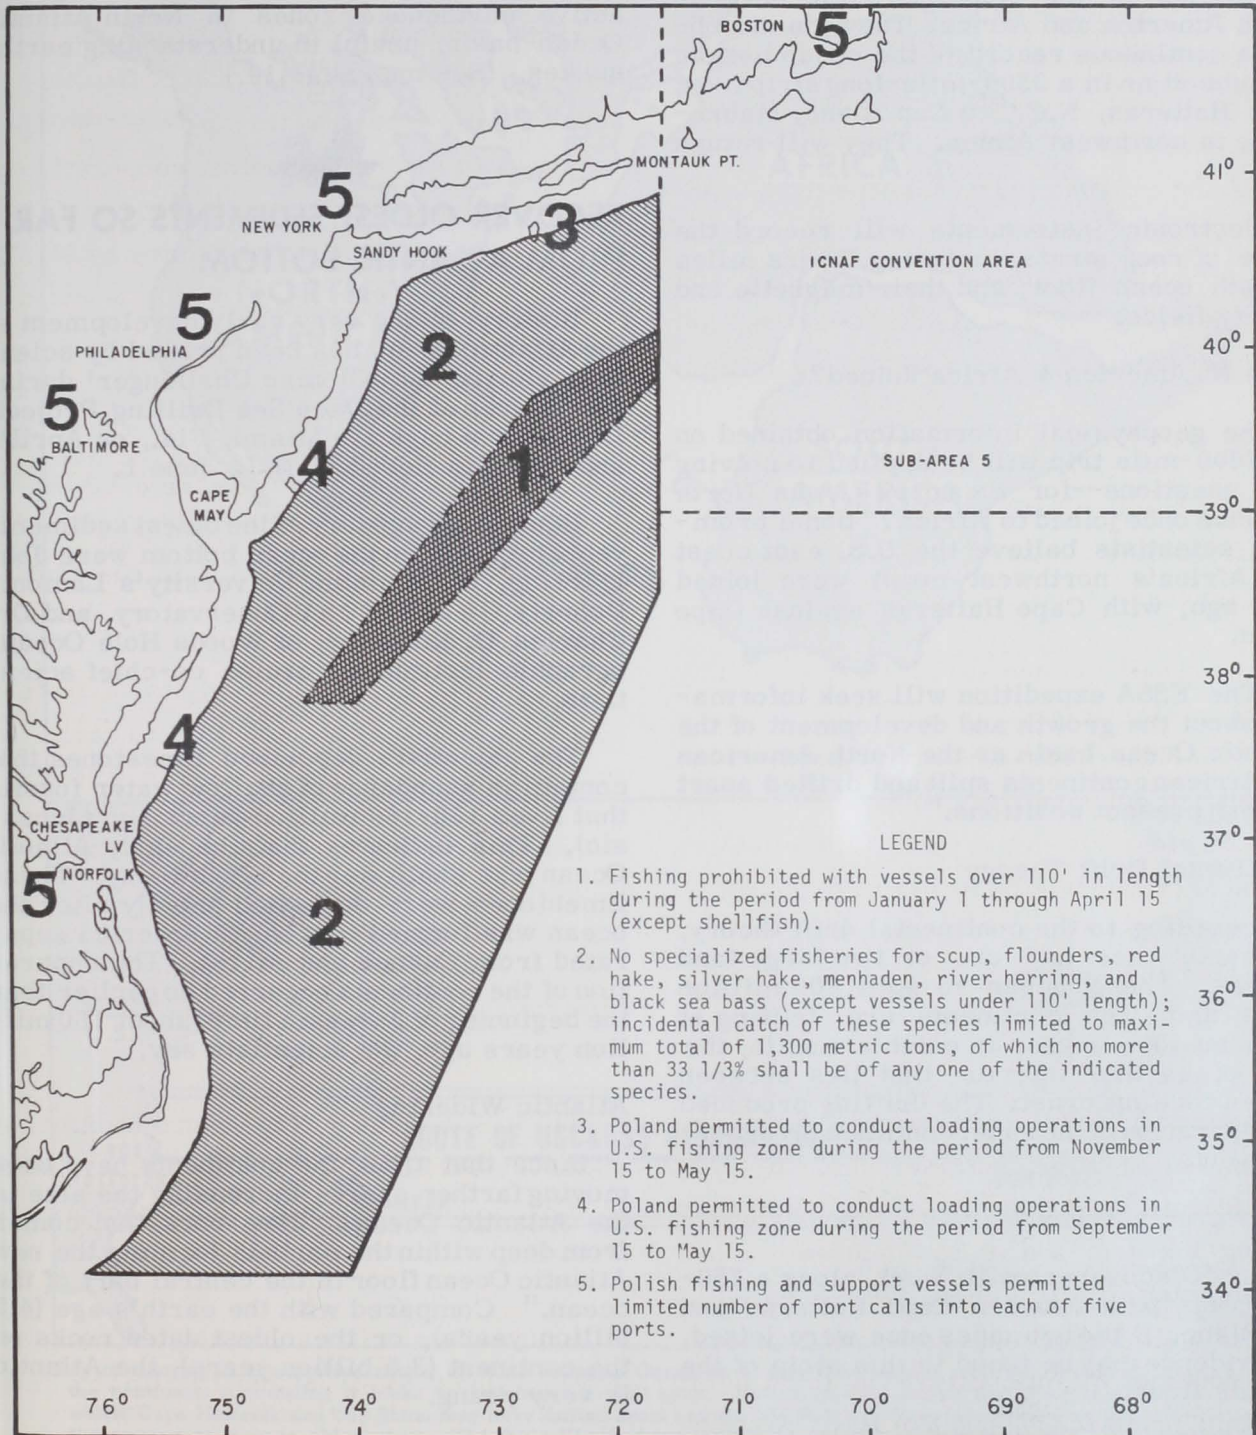 BOSTON
5
MONTAUK PT.
41°
5
NEW YORK
3
SANDY HOOK
ICNAF CONVENTION AREA
5
PHILADELPHIA
2
40°
5
BALTIMORE
4
1
SUB-AREA 5
CAPE
MAY
39°
38°
4
CHESAPEAKE
LV
37°
5
NORFOLK
2
LEGEND
1. Fishing prohibited with vessels over 110' in length
during the period from January 1 through April 15
(except shellfish).
2. No specialized fisheries for scup, flounders, red
hake, silver hake, menhaden, river herring, and
black sea bass (except vessels under 110' length);
incidental catch of these species limited to maxi-
mum total of 1,300 metric tons, of which no more
than 33 1/3% shall be of any one of the indicated
species.
36°
3. Poland permitted to conduct loading operations in
U.S. fishing zone during the period from November
15 to May 15.
35°
4. Poland permitted to conduct loading operations in
U.S. fishing zone during the period from September
15 to May 15.
5. Polish fishing and support vessels permitted
limited number of port calls into each of five
ports.
34°
76° 75° 74° 73° 72° 71° 70° 69° 68°